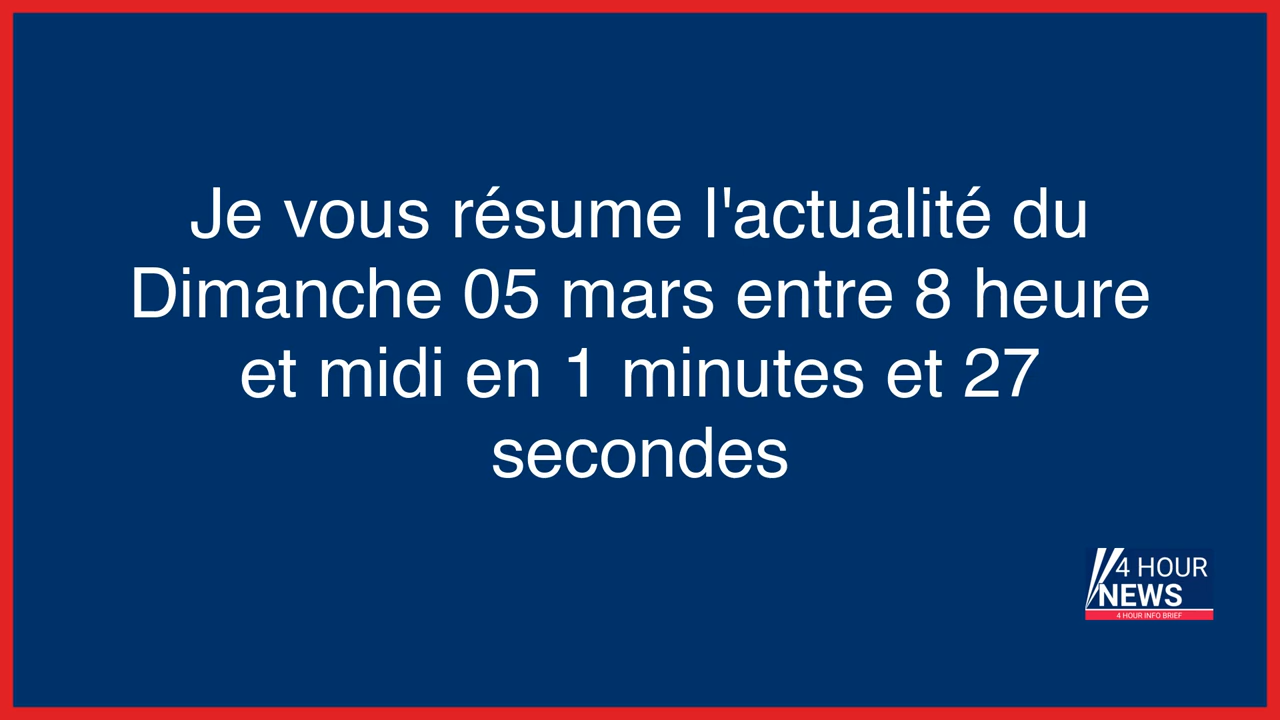 Je vous résume l'actualité du
Dimanche 05 mars entre 8 heure
et midi en 1 minutes et 27
secondes
4 HOUR
NEWS
4 HOUR INFO BRIEF